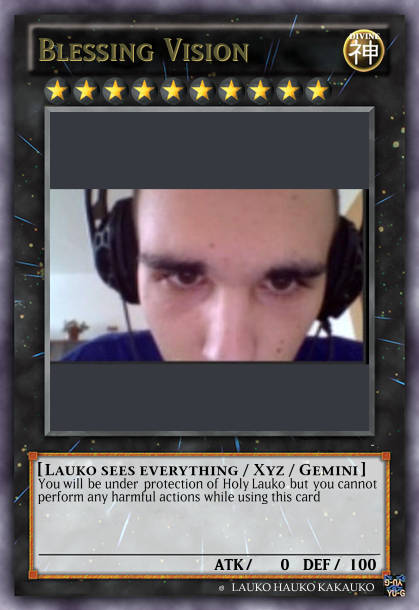 Blessing Vision
DIVINE
神
[Lauko sees everything / Xyz / Gemini]
You will be under protection of Holy Lauko but you cannot
perform any harmful actions while using this card
ATK/ 0 DEF/ 100
© LAUKO HAUKO KAKAUKO